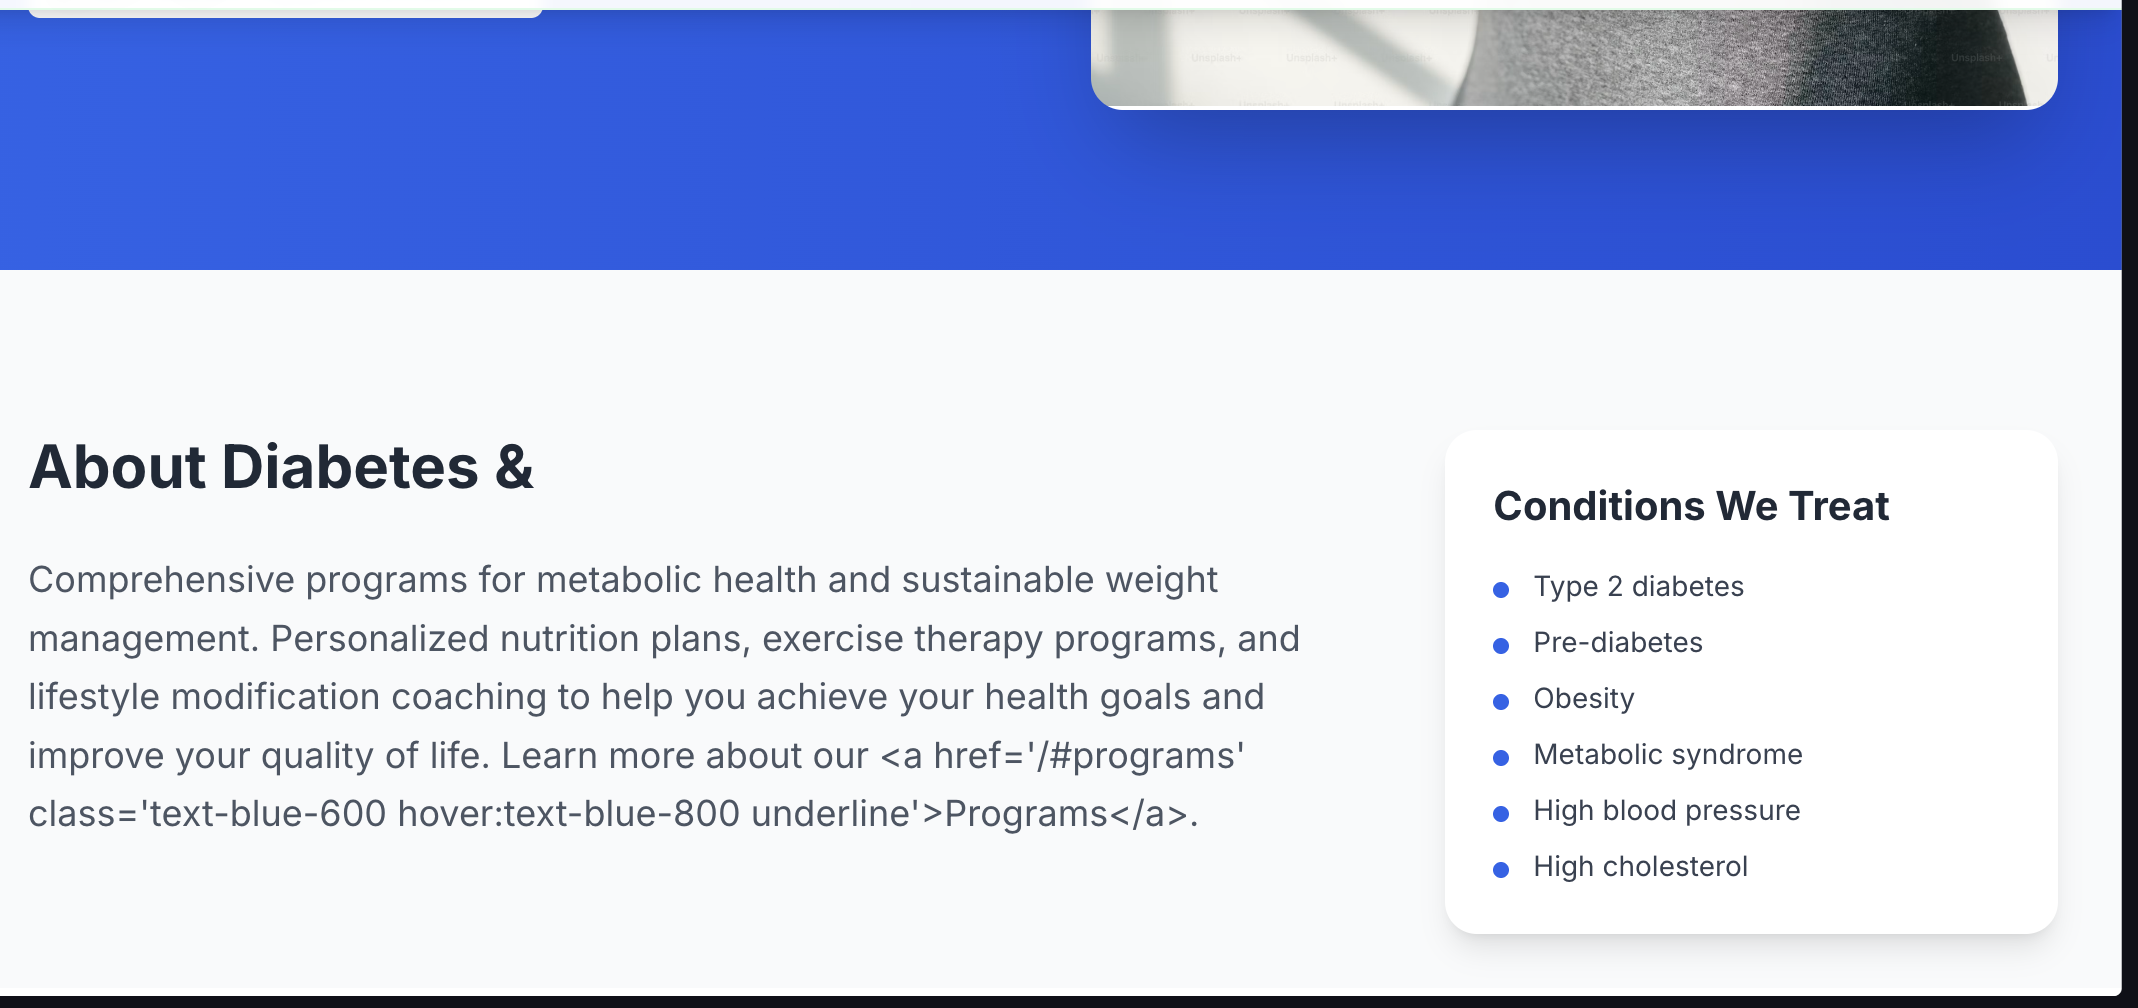 Unsplash+ Unsplash+ Unsplash+
About Diabetes &
Comprehensive programs for metabolic health and sustainable weight
management. Personalized nutrition plans, exercise therapy programs, and
lifestyle modification coaching to help you achieve your health goals and
improve your quality of life. Learn more about our <a href='/#programs'
class='text-blue-600 hover:text-blue-800 underline'>Programs</a>.
Conditions We Treat
Type 2 diabetes
Pre-diabetes
Obesity
Metabolic syndrome
High blood pressure
High cholesterol